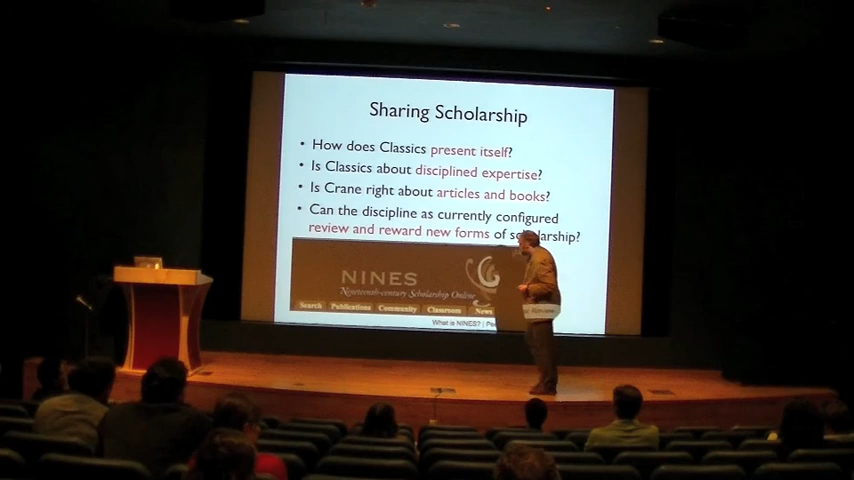 Sharing Scholarship
• How does Classics present itself?
• Is Classics about disciplined expertise?
• Is Crane right about articles and books?
• Can the discipline as currently configured
review and reward new forms of scholarship?
NINES
Nineteenth-century Scholarship Online
Search Publications Community Classroom News
What is NINES? |